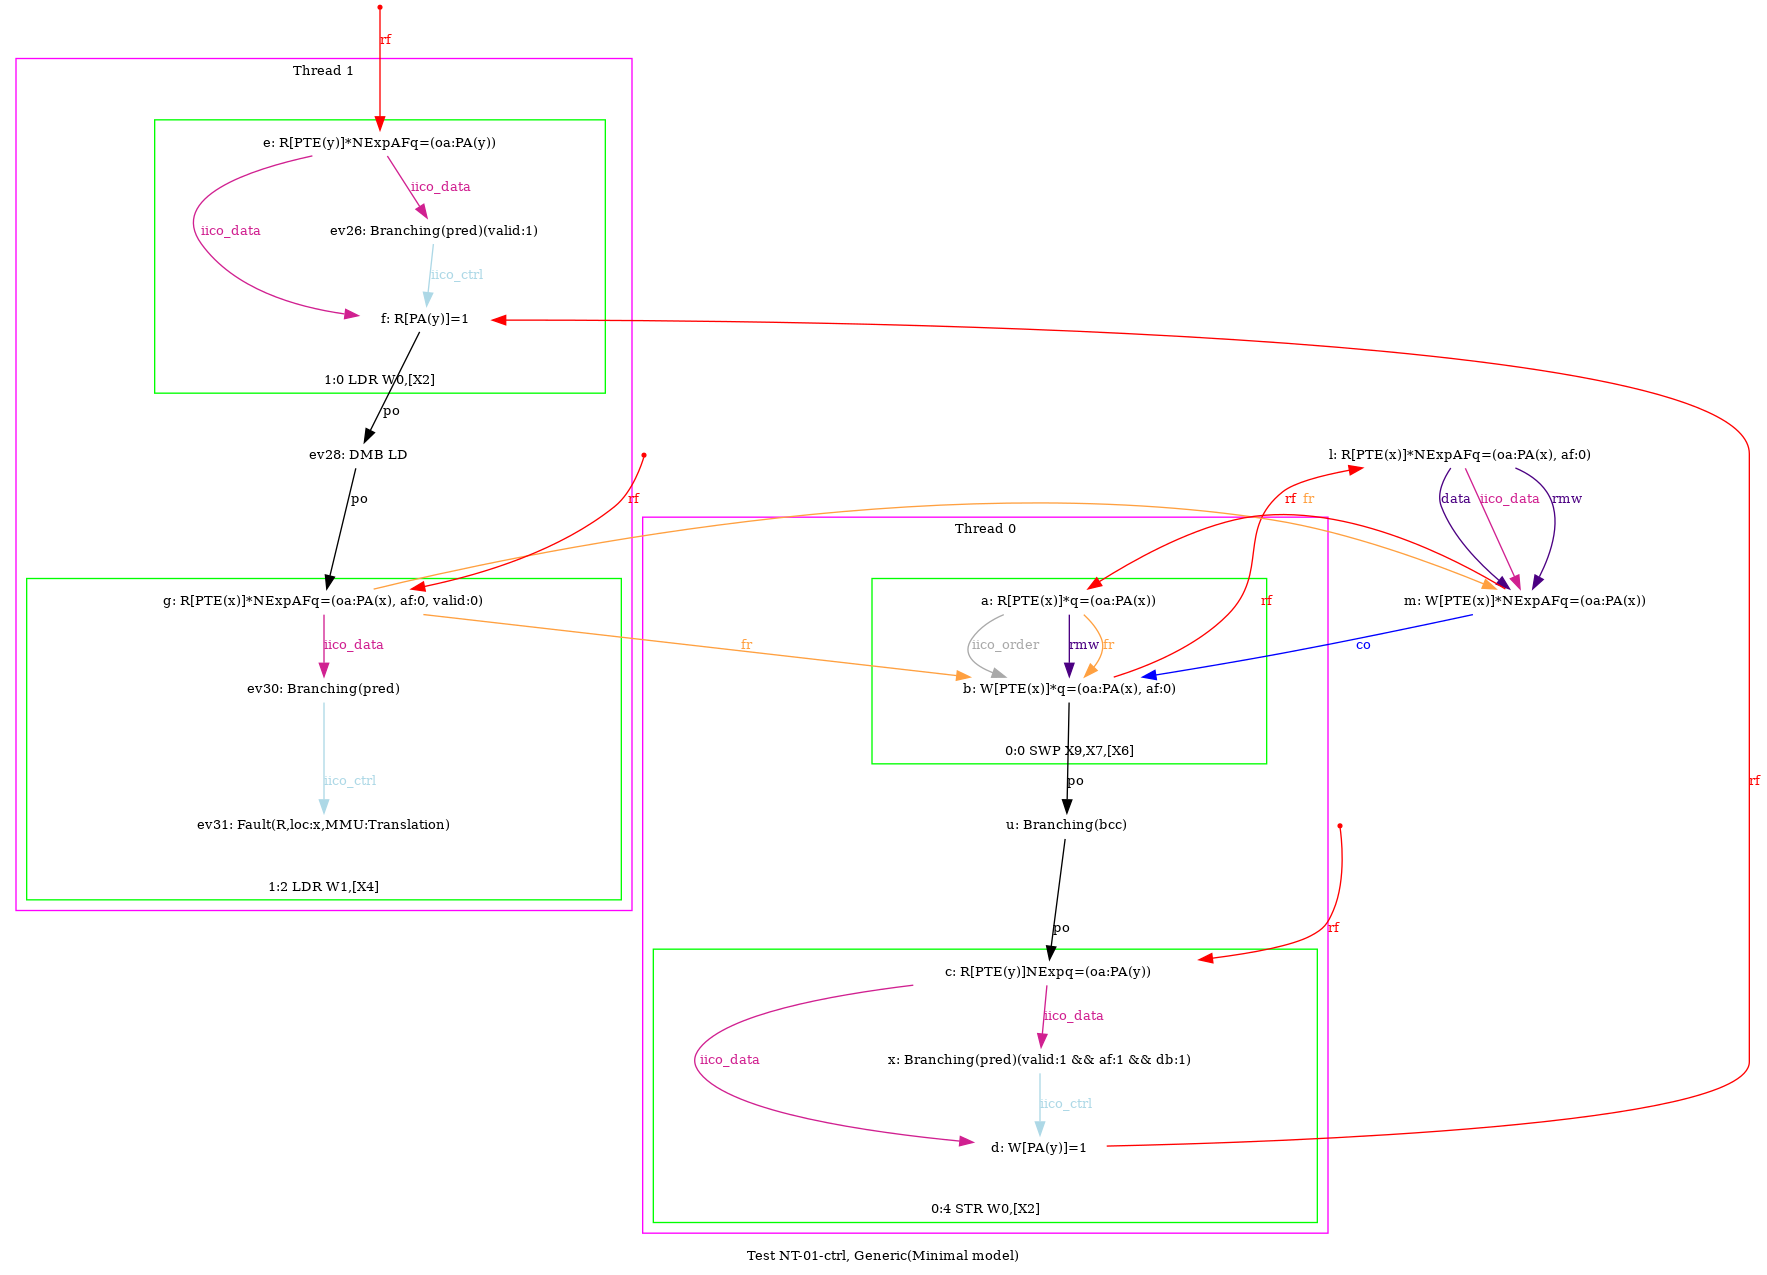 rf
Thread 1
e: R[PTE(y)]*NExpAFq=(oa:PA(y))
iico_data
iico_data
ev26: Branching(pred)(valid:1)
iico_ctrl
f: R[PA(y)]=1
1:0 LDR W0,[X2]
po
ev28: DMB LD
l: R[PTE(x)]*NExpAFq=(oa:PA(x), af:0)
po
rf
rf
fr
data
iico_data
rmw
Thread 0
g: R[PTE(x)]*NExpAFq=(oa:PA(x), af:0, valid:0)
a: R[PTE(x)]*q=(oa:PA(x))
rf
m: W[PTE(x)]*NExpAFq=(oa:PA(x))
iico_data
fr
iico_order
rmw
fr
co
ev30: Branching(pred)
b: W[PTE(x)]*q=(oa:PA(x), af:0)
0:0 SWP X9,X7,[X6]
iico_ctrl
po
rf
ev31: Fault(R,loc:x,MMU:Translation)
u: Branching(bcc)
1:2 LDR W1,[X4]
po
rf
c: R[PTE(y)]NExpq=(oa:PA(y))
iico_data
iico_data
x: Branching(pred)(valid:1 && af:1 && db:1)
iico_ctrl
d: W[PA(y)]=1
0:4 STR W0,[X2]
Test NT-01-ctrl, Generic(Minimal model)